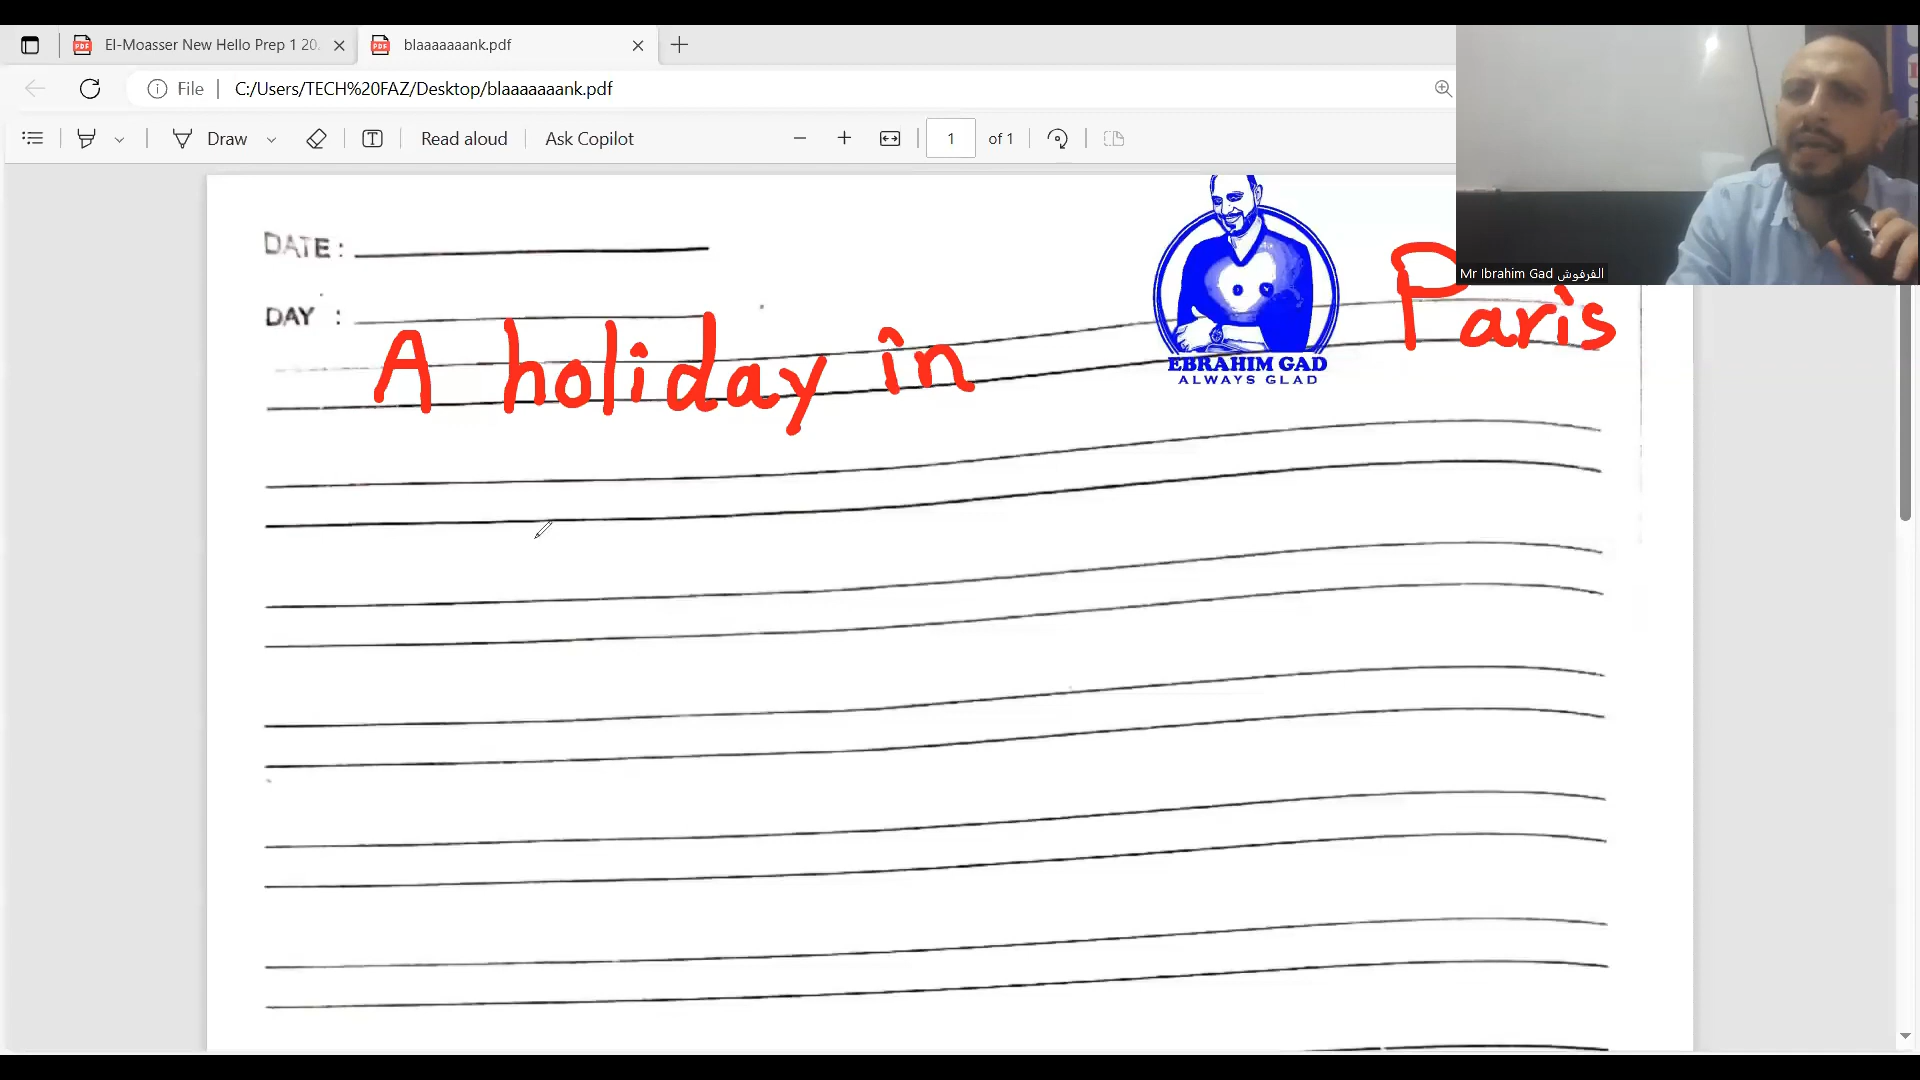 El-Moasser New Hello Prep 1 20
blaaaaaaank.pdf
File
C:/Users/TECH%20FAZ/Desktop/blaaaaaaank.pdf
Draw
Read aloud
Ask Copilot
1 of 1
Mr Ibrahim Gad الفرفوش
DATE :
DAY :
A holiday in Paris
EBRAHIM GAD
ALWAYS GLAD